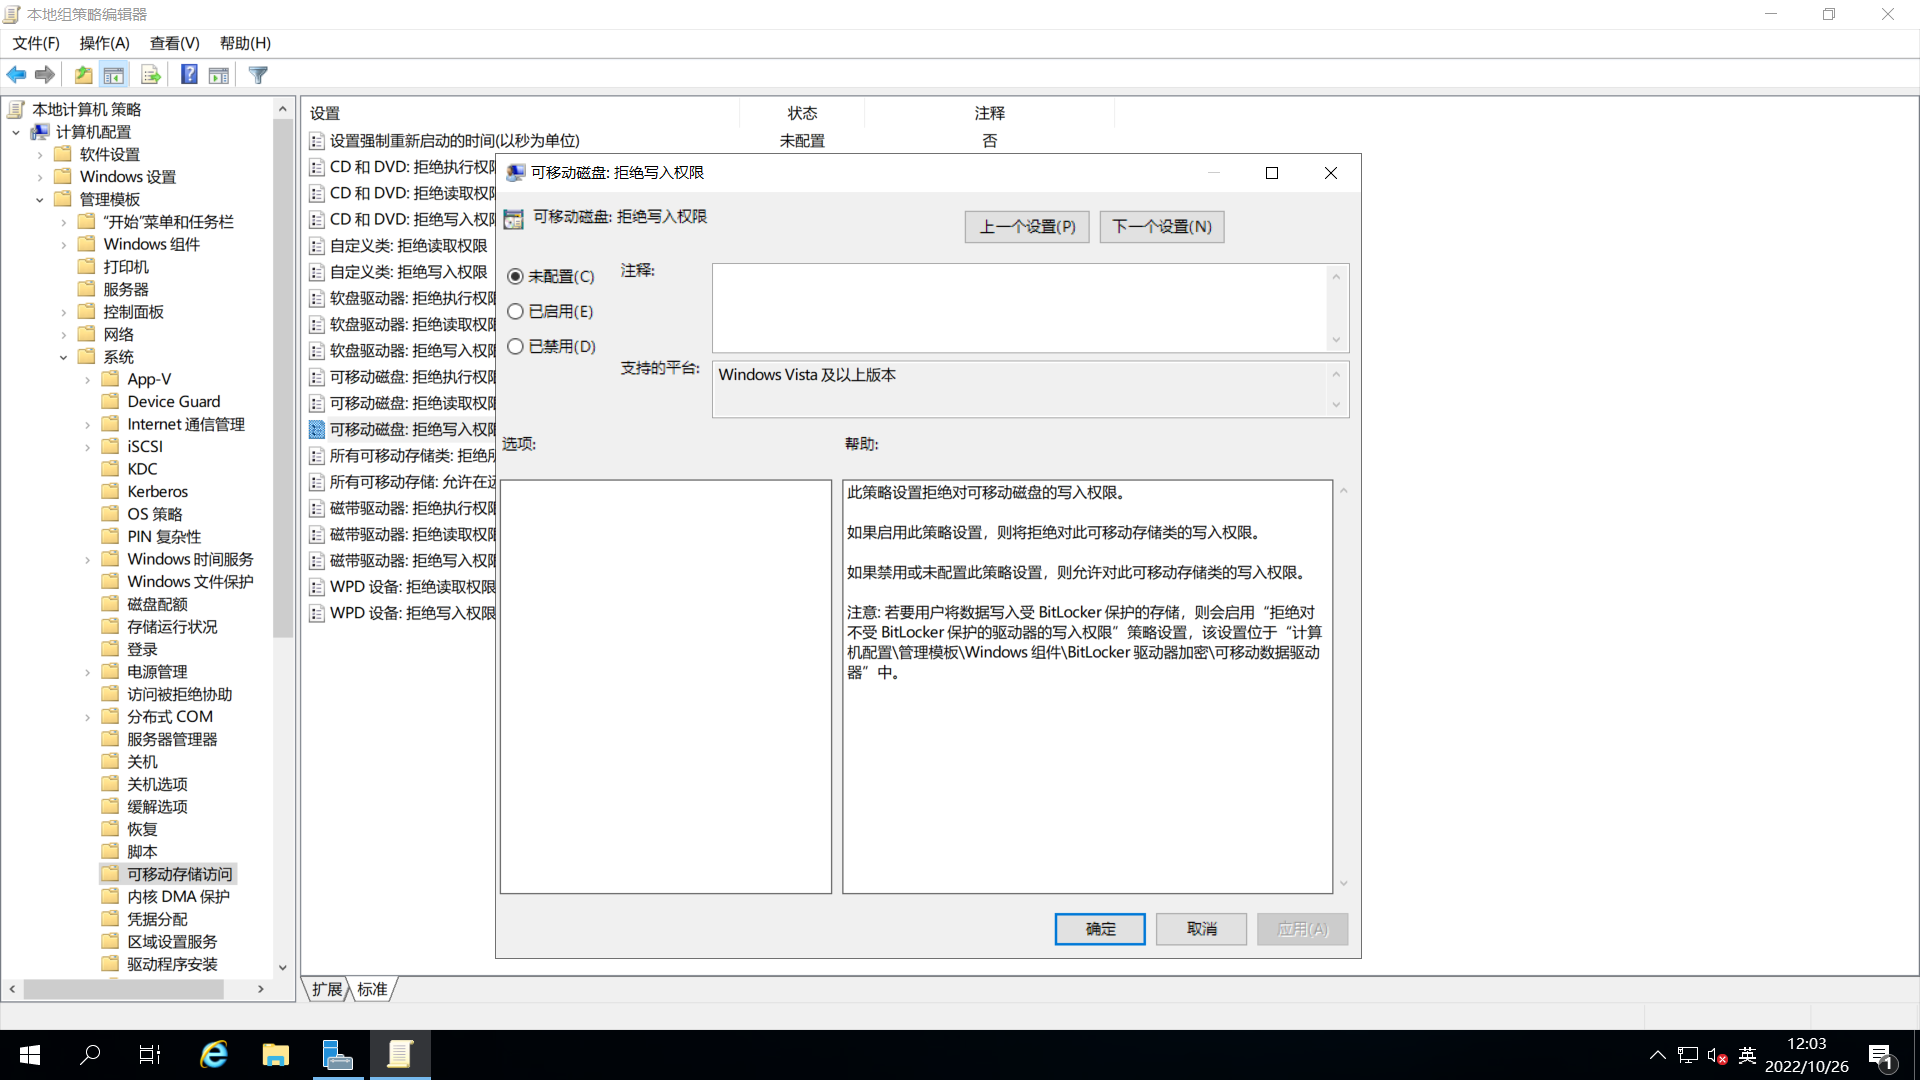 本地组策略编辑器
文件(F) 操作(A) 查看(V) 帮助(H)
本地计算机 策略
计算机配置
软件设置
Windows 设置
管理模板
“开始”菜单和任务栏
Windows 组件
打印机
服务器
控制面板
网络
系统
App-V
Device Guard
Internet 通信管理
iSCSI
KDC
Kerberos
OS 策略
PIN 复杂性
Windows 时间服务
Windows 文件保护
磁盘配额
存储运行状况
登录
电源管理
访问被拒绝协助
分布式 COM
服务器管理器
关机
关机选项
缓解选项
恢复
脚本
可移动存储访问
内核 DMA 保护
凭据分配
区域设置服务
驱动程序安装
设置 状态 注释
设置强制重新启动的时间(以秒为单位) 未配置 否
CD 和 DVD: 拒绝执行权限
CD 和 DVD: 拒绝读取权限
CD 和 DVD: 拒绝写入权限
自定义类: 拒绝读取权限
自定义类: 拒绝写入权限
软盘驱动器: 拒绝执行权限
软盘驱动器: 拒绝读取权限
软盘驱动器: 拒绝写入权限
可移动磁盘: 拒绝执行权限
可移动磁盘: 拒绝读取权限
可移动磁盘: 拒绝写入权限
所有可移动存储类: 拒绝
所有可移动存储: 允许在
磁带驱动器: 拒绝执行权限
磁带驱动器: 拒绝读取权限
磁带驱动器: 拒绝写入权限
WPD 设备: 拒绝读取权限
WPD 设备: 拒绝写入权限
扩展 标准
可移动磁盘: 拒绝写入权限
可移动磁盘: 拒绝写入权限
上一个设置(P) 下一个设置(N)
未配置(C)
已启用(E)
已禁用(D)
注释:
支持的平台:
Windows Vista 及以上版本
选项:
帮助:
此策略设置拒绝对可移动磁盘的写入权限。
如果启用此策略设置，则将拒绝对此可移动存储类的写入权限。
如果禁用或未配置此策略设置，则允许对此可移动存储类的写入权限。
注意: 若要用户将数据写入受 BitLocker 保护的存储，则会启用“拒绝对
不受 BitLocker 保护的驱动器的写入权限”策略设置，该设置位于“计算
机配置\管理模板\Windows 组件\BitLocker 驱动器加密\可移动数据驱动
器”中。
确定 取消 应用(A)
英
12:03
2022/10/26
1